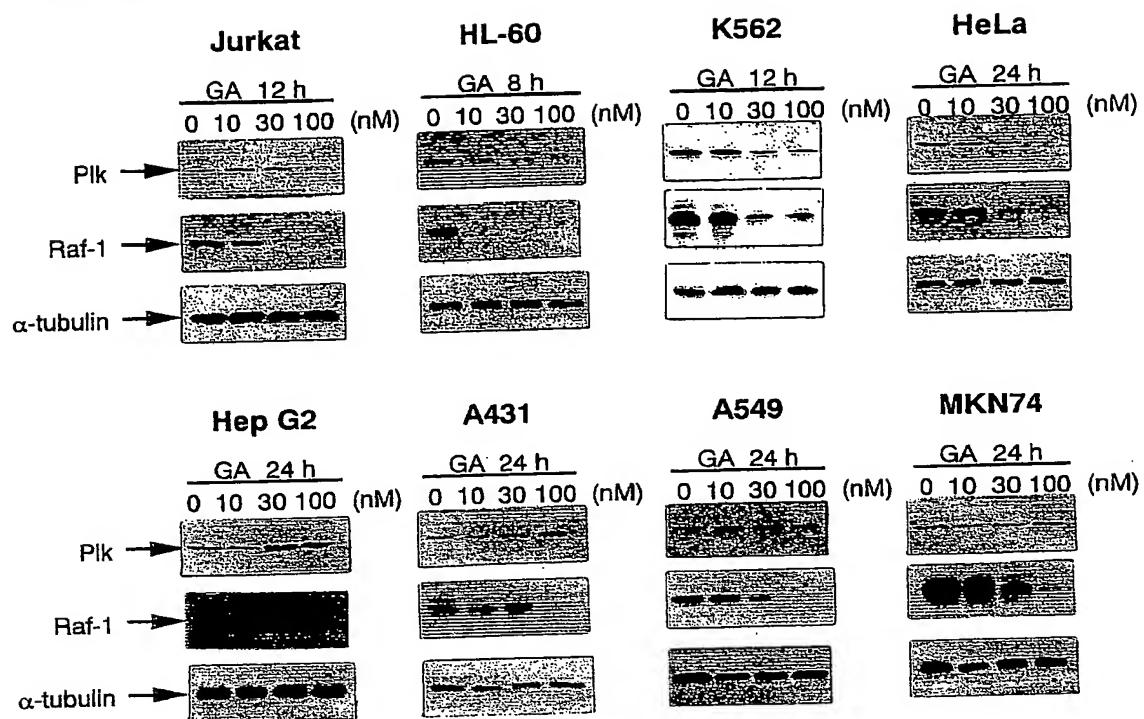 Jurkat HL-60 K562 HeLa
GA 12 h GA 8 h GA 12 h GA 24 h
0 10 30 100 (nM) 0 10 30 100 (nM) 0 10 30 100 (nM) 0 10 30 100 (nM)
Plk
Raf-1
α-tubulin
Hep G2 A431 A549 MKN74
GA 24 h GA 24 h GA 24 h GA 24 h
0 10 30 100 (nM) 0 10 30 100 (nM) 0 10 30 100 (nM) 0 10 30 100 (nM)
Plk
Raf-1
α-tubulin